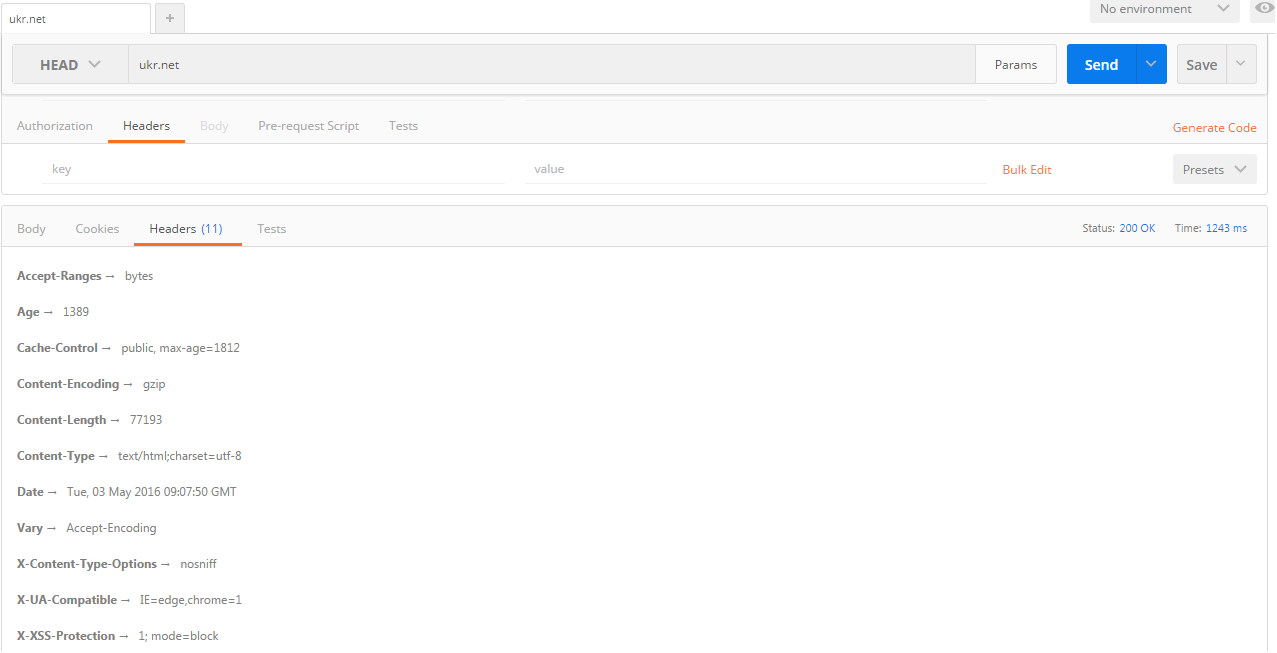 ukr.net +
No environment
HEAD ukr.net Params Send Save
Authorization Headers Body Pre-request Script Tests Generate Code
key value Bulk Edit Presets
Body Cookies Headers (11) Tests Status: 200 OK Time: 1243 ms
Accept-Ranges → bytes
Age → 1389
Cache-Control → public, max-age=1812
Content-Encoding → gzip
Content-Length → 77193
Content-Type → text/html;charset=utf-8
Date → Tue, 03 May 2016 09:07:50 GMT
Vary → Accept-Encoding
X-Content-Type-Options → nosniff
X-UA-Compatible → IE=edge,chrome=1
X-XSS-Protection → 1; mode=block